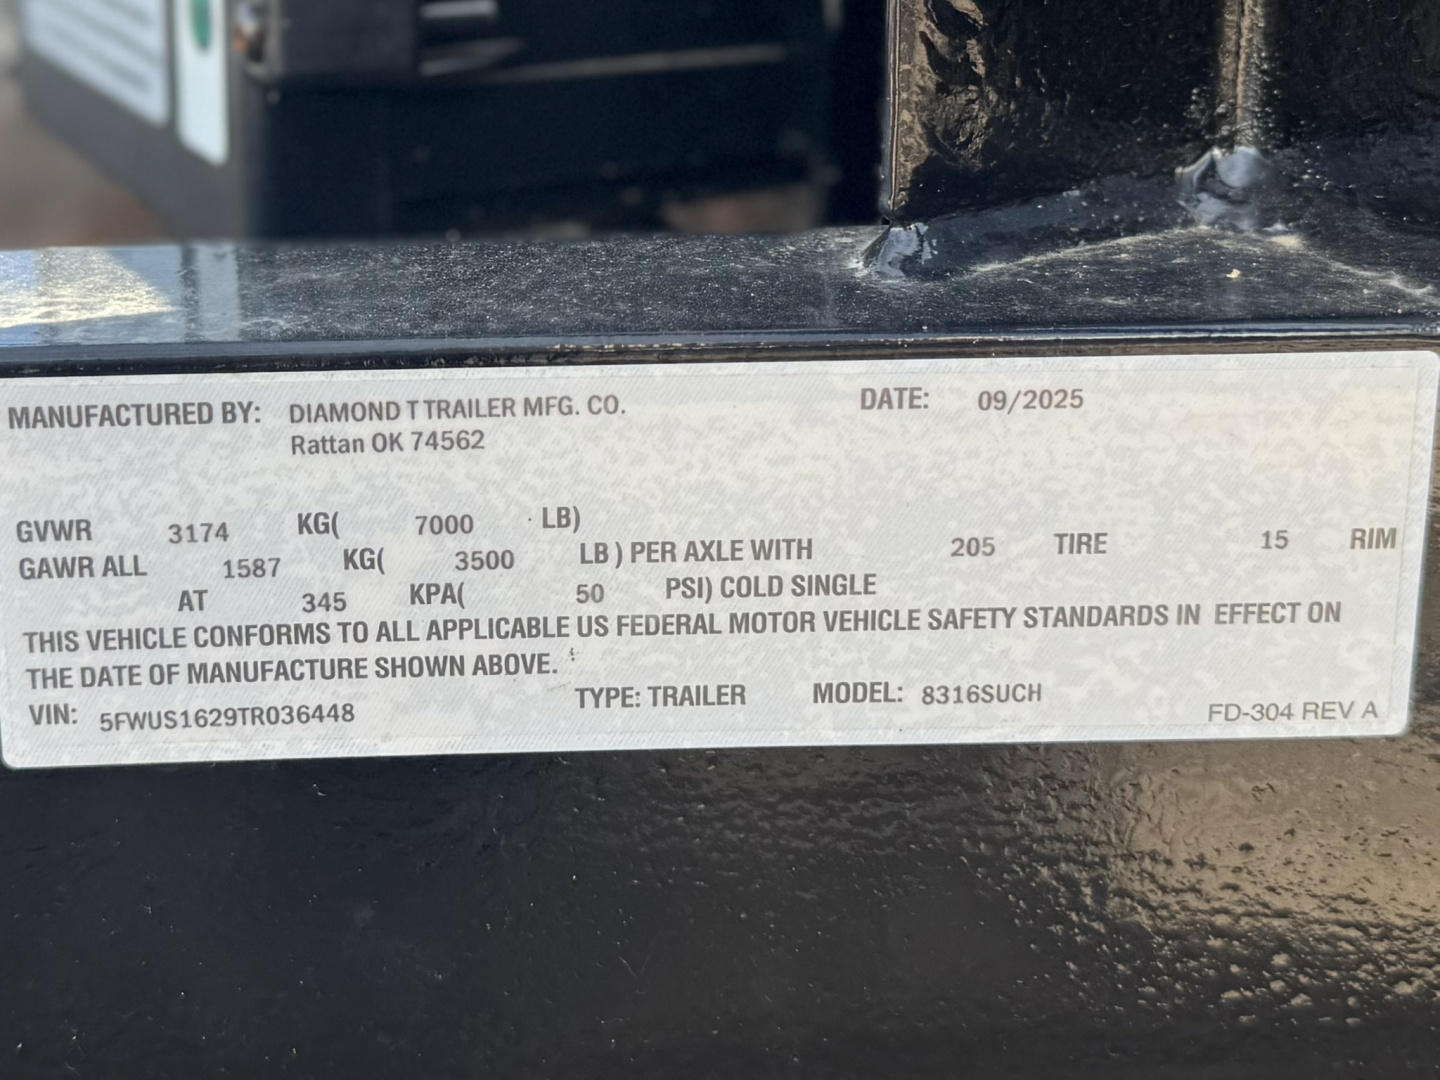 MANUFACTURED BY: DIAMOND T TRAILER MFG. CO. DATE: 09/2025
Rattan OK 74562
GVWR 3174 KG( 7000 LB)
GAWR ALL 1587 KG( 3500 LB ) PER AXLE WITH 205 TIRE 15 RIM
AT 345 KPA( 50 PSI) COLD SINGLE
THIS VEHICLE CONFORMS TO ALL APPLICABLE US FEDERAL MOTOR VEHICLE SAFETY STANDARDS IN EFFECT ON
THE DATE OF MANUFACTURE SHOWN ABOVE.
VIN: 5FWUS1629TR036448 TYPE: TRAILER MODEL: 8316SUCH FD-304 REV A